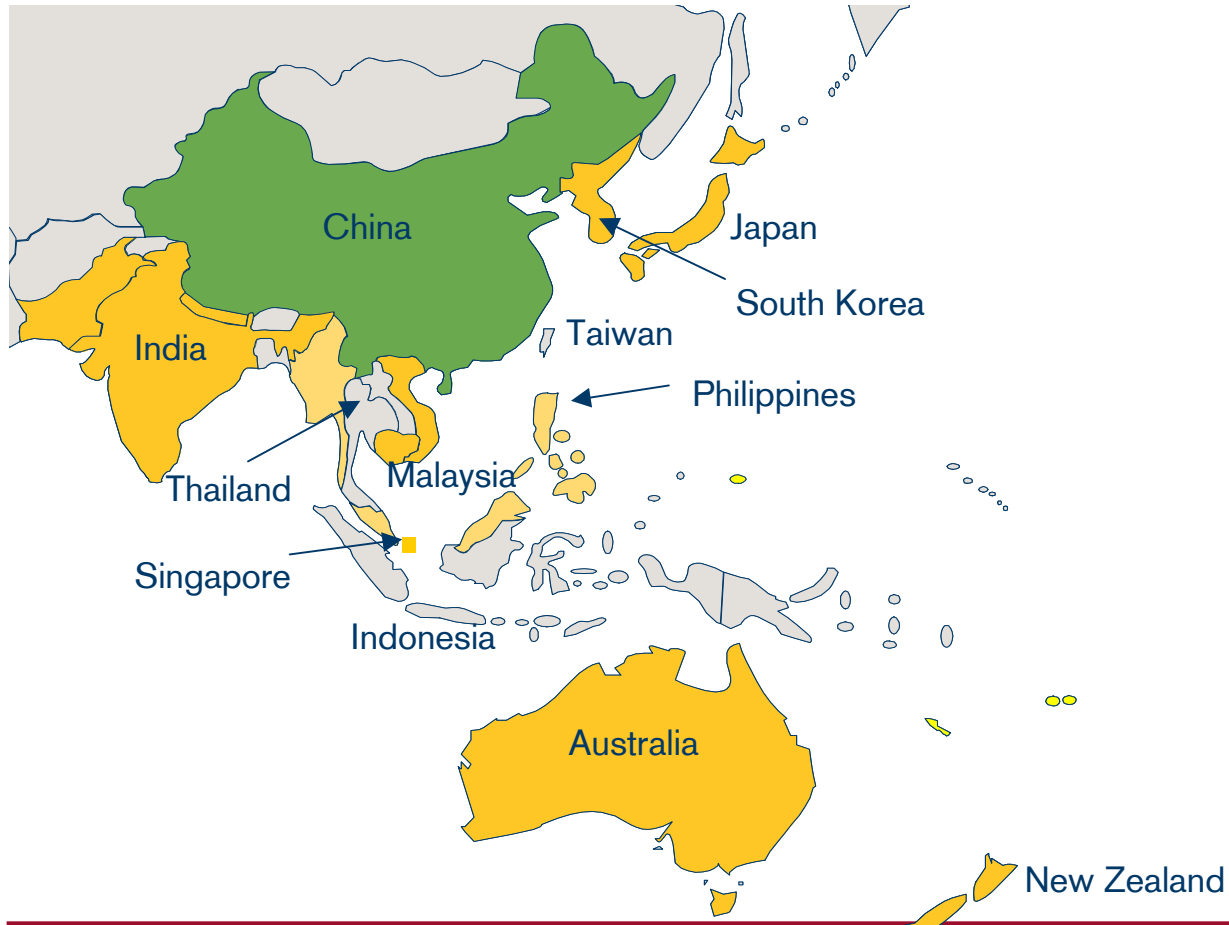 China
Japan
South Korea
Taiwan
India
Philippines
Malaysia
Thailand
Singapore
Indonesia
Australia
New Zealand